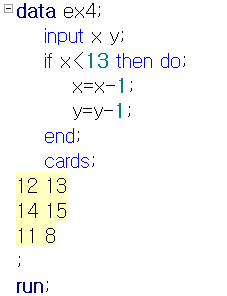 data ex4;
input x y;
if x<13 then do;
x=x-1;
y=y-1;
end;
cards;
12 13
14 15
11 8
;
run;